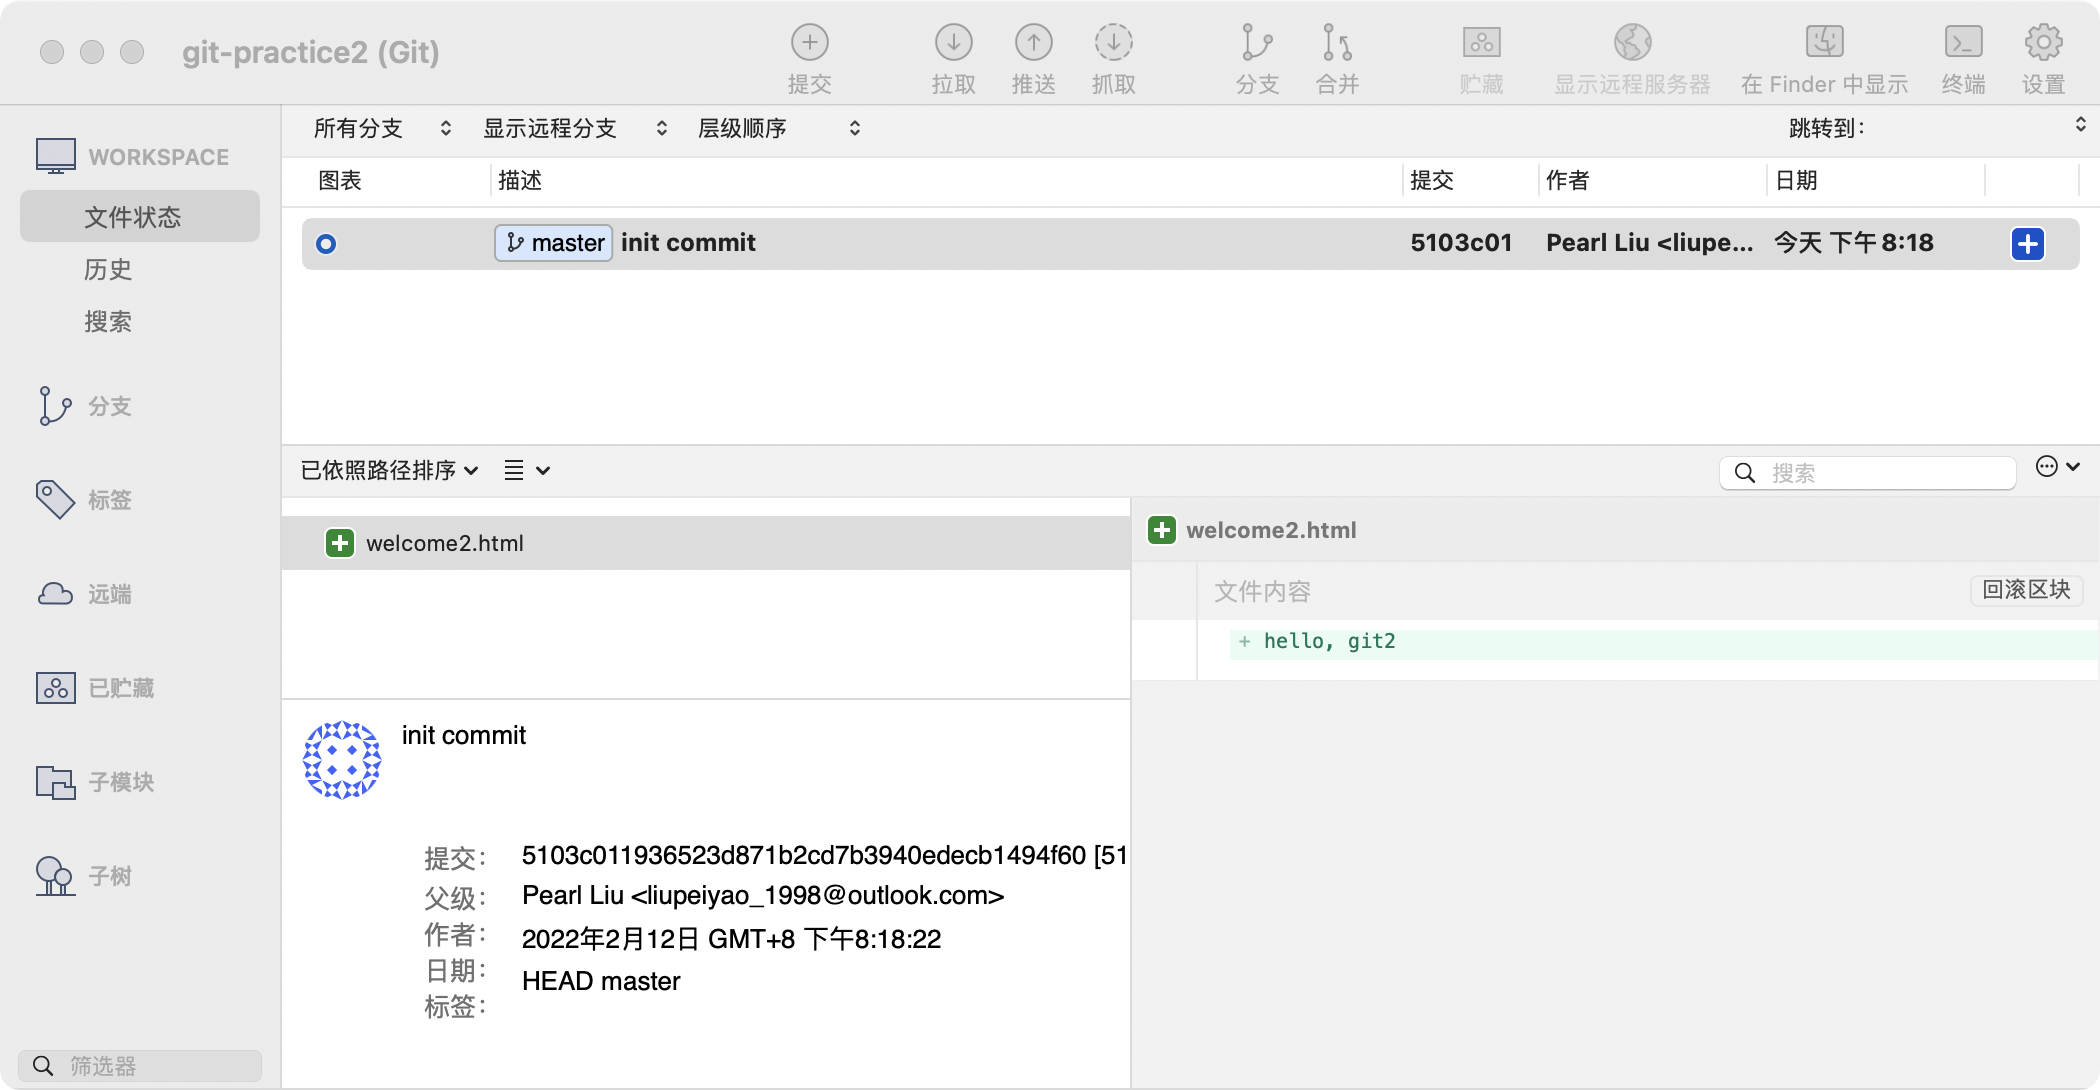 git-practice2 (Git)
提交
拉取
推送
抓取
分支
合并
贮藏
显示远程服务器
在 Finder 中显示
终端
设置
WORKSPACE
文件状态
历史
搜索
分支
标签
远端
已贮藏
子模块
子树
筛选器
所有分支
显示远程分支
层级顺序
跳转到：
图表
描述
提交
作者
日期
master
init commit
5103c01
Pearl Liu <liupe...
今天 下午8:18
已依照路径排序
搜索
welcome2.html
welcome2.html
文件内容
回滚区块
+ hello, git2
init commit
提交： 5103c011936523d871b2cd7b3940edecb1494f60 [51
父级： Pearl Liu <liupeiyao_1998@outlook.com>
作者： 2022年2月12日 GMT+8 下午8:18:22
日期： HEAD master
标签：